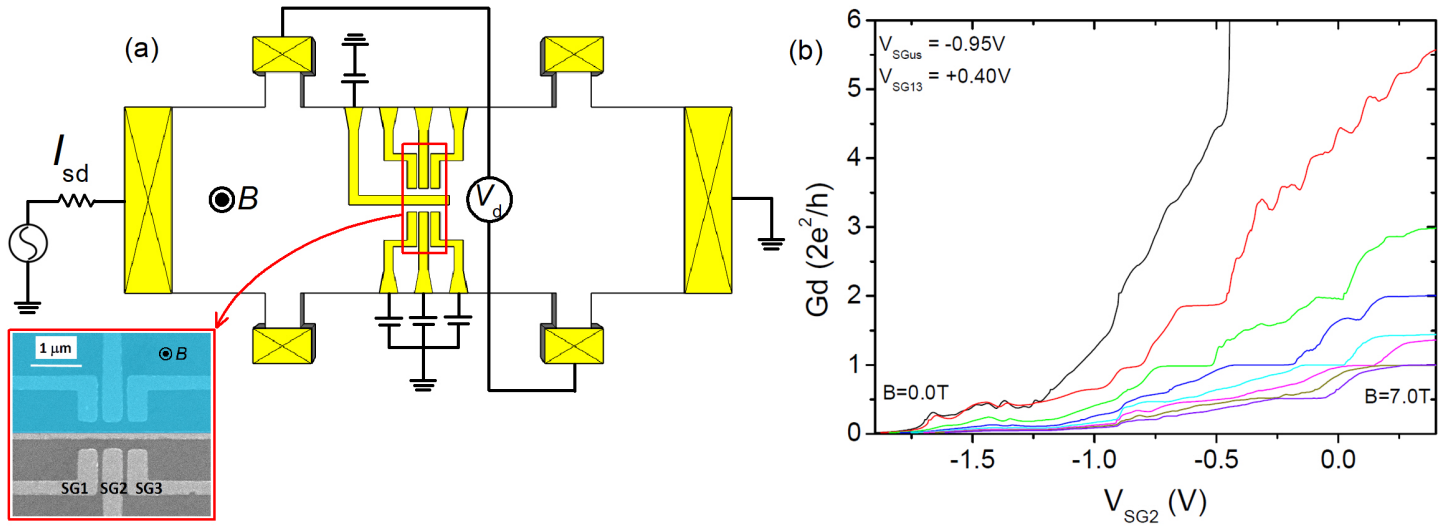 (a)
I_sd
B
V_d
1 μm
B
SG1 SG2 SG3
(b)
V_SGus = -0.95V
V_SG13 = +0.40V
B=0.0T
B=7.0T
Gd (2e²/h)
6
5
4
3
2
1
0
-1.5 -1.0 -0.5 0.0
V_SG2 (V)